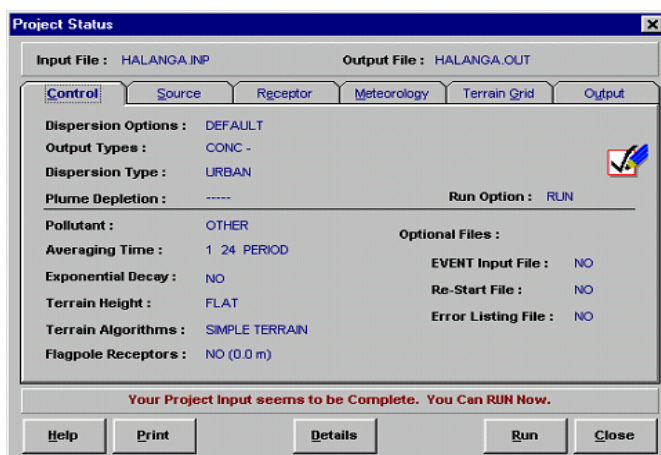 Project Status
Input File : HALANGA.INP Output File : HALANGA.OUT
Control Source Receptor Meteorology Terrain Grid Output
Dispersion Options : DEFAULT
Output Types : CONC -
Dispersion Type : URBAN
Plume Depletion : ----- Run Option : RUN
Pollutant : OTHER
Optional Files :
Averaging Time : 1 24 PERIOD
EVENT Input File : NO
Exponential Decay : NO
Re-Start File : NO
Terrain Height : FLAT
Error Listing File : NO
Terrain Algorithms : SIMPLE TERRAIN
Flagpole Receptors : NO (0.0 m)
Your Project Input seems to be Complete. You Can RUN Now.
Help Print Details Run Close